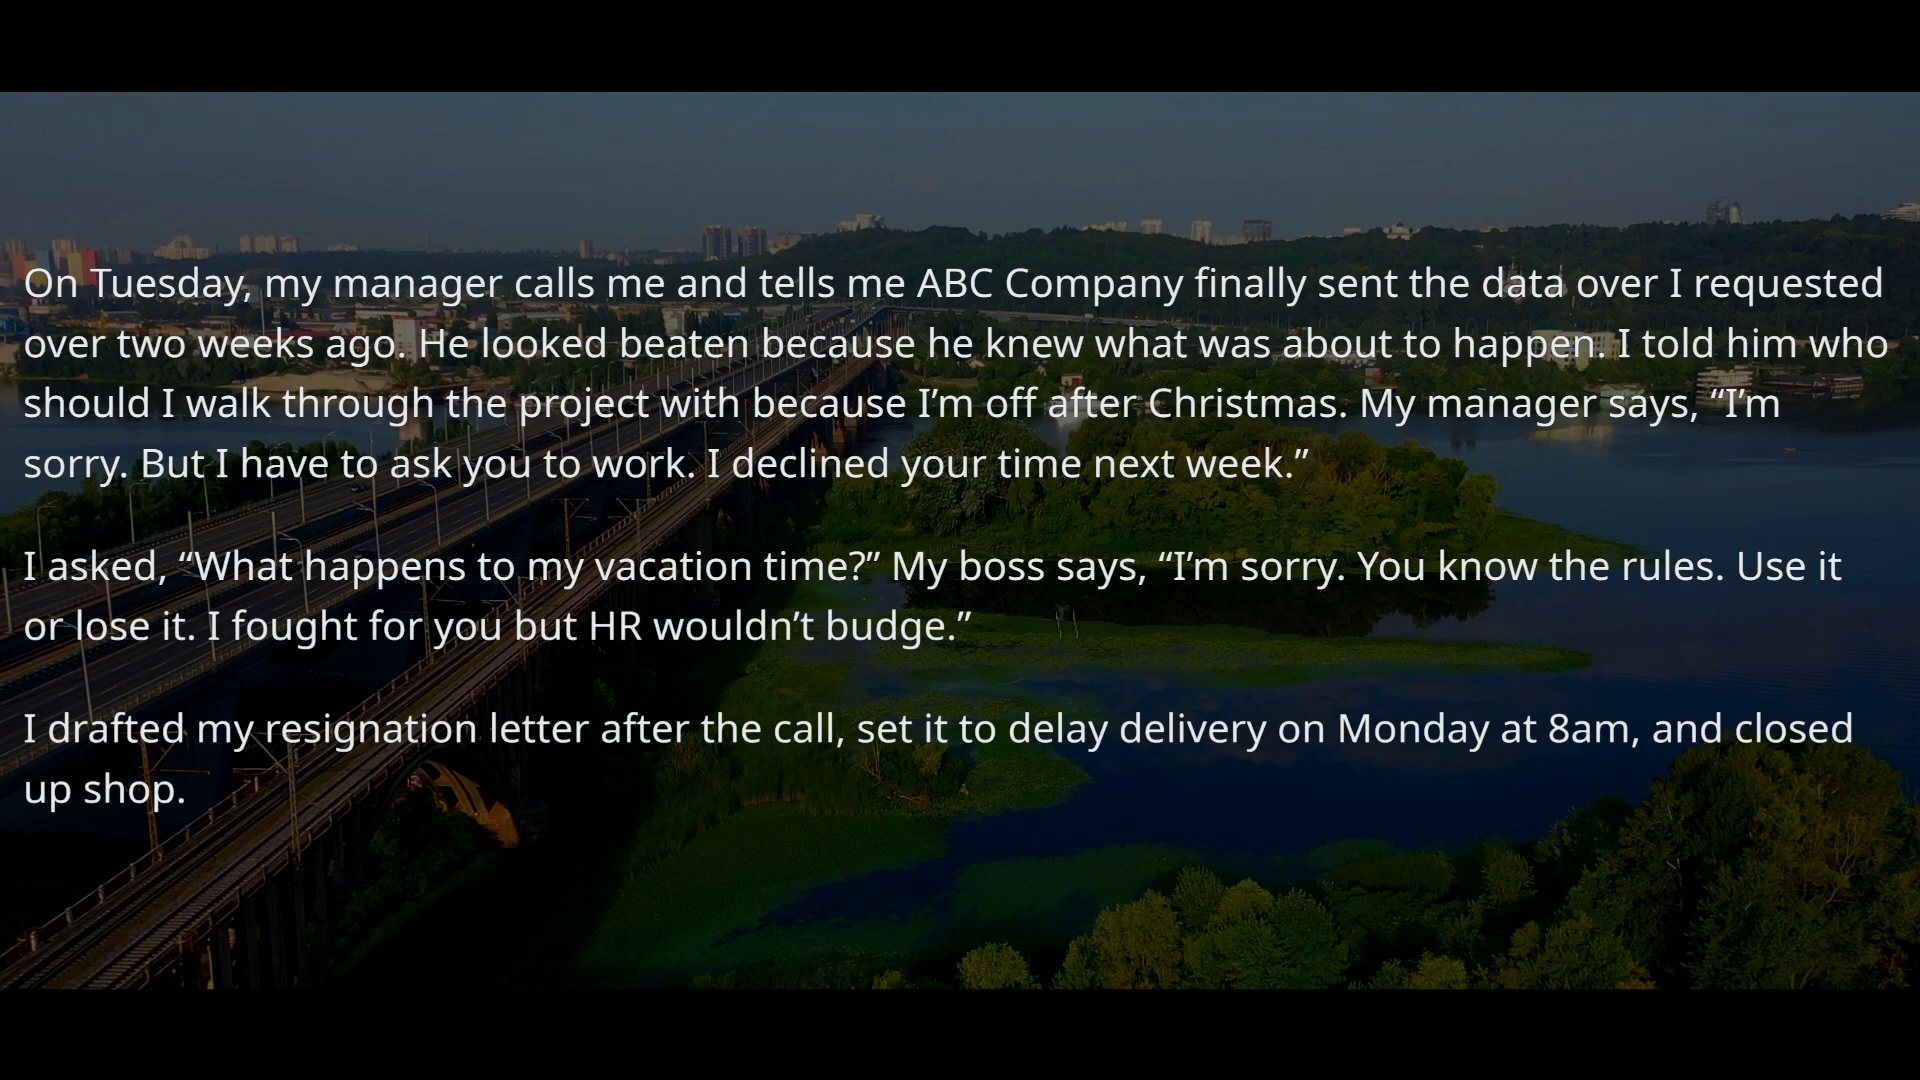 On Tuesday, my manager calls me and tells me ABC Company finally sent the data over I requested
over two weeks ago. He looked beaten because he knew what was about to happen. I told him who
should I walk through the project with because I’m off after Christmas. My manager says, “I’m
sorry. But I have to ask you to work. I declined your time next week.”
I asked, “What happens to my vacation time?” My boss says, “I’m sorry. You know the rules. Use it
or lose it. I fought for you but HR wouldn’t budge.”
I drafted my resignation letter after the call, set it to delay delivery on Monday at 8am, and closed
up shop.